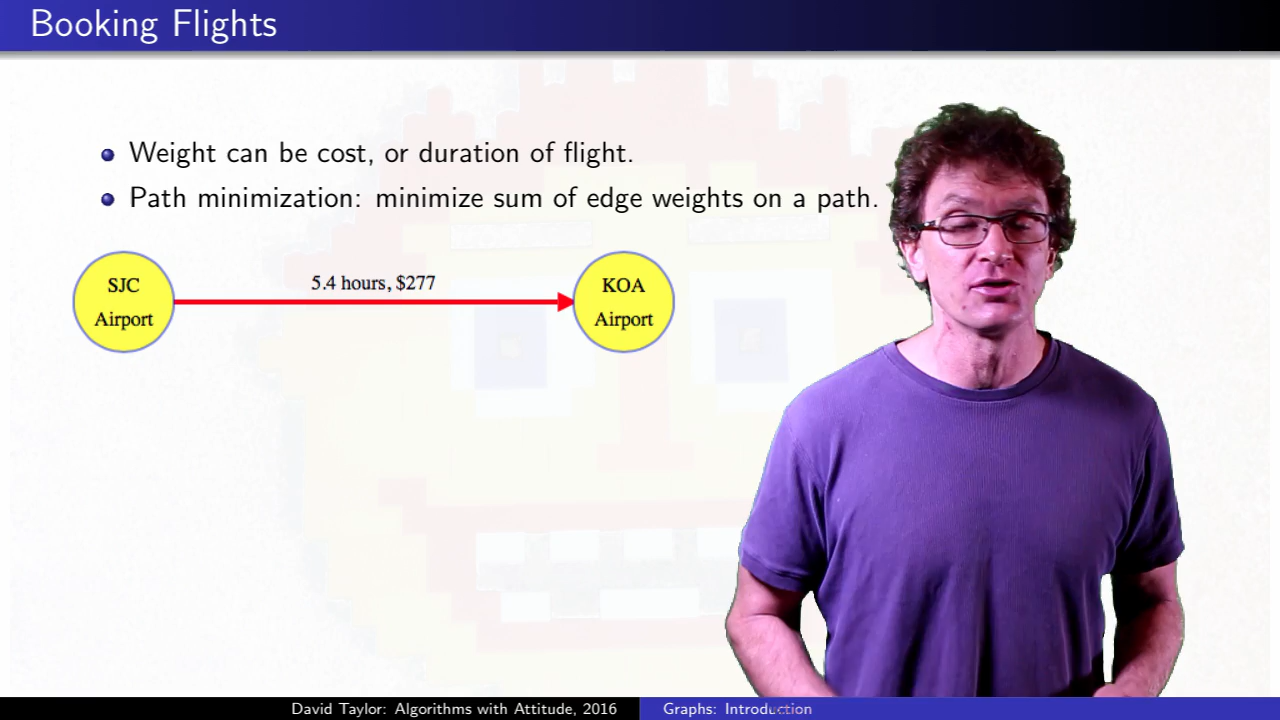 Booking Flights
Weight can be cost, or duration of flight.
Path minimization: minimize sum of edge weights on a path.
5.4 hours, $277
SJC
Airport
KOA
Airport
David Taylor: Algorithms with Attitude, 2016
Graphs: Introduction